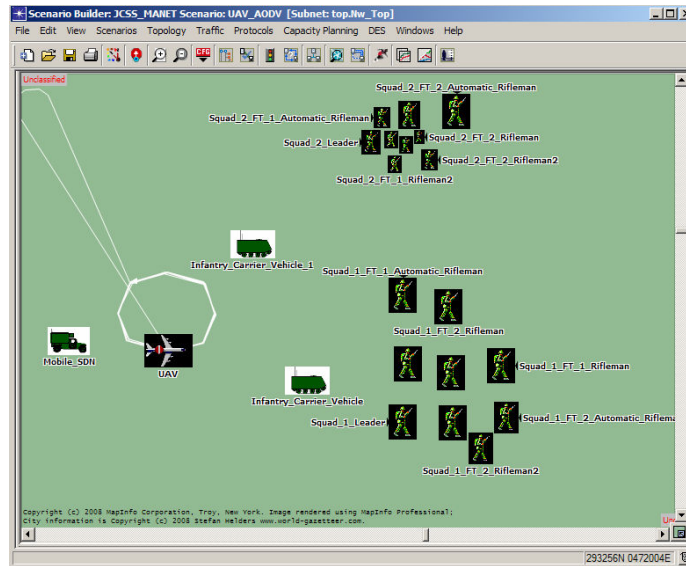 Scenario Builder: JCSS_MANET Scenario: UAV_AODV [Subnet: top.Nw_Top]
File Edit View Scenarios Topology Traffic Protocols Capacity Planning DES Windows Help
Unclassified
Squad_2_FT_2_Automatic_Rifleman
Squad_2_FT_1_Automatic_Rifleman
Squad_2_Leader
Squad_2_FT_2_Rifleman
Squad_2_FT_2_Rifleman2
Squad_2_FT_1_Rifleman2
Infantry_Carrier_Vehicle_1
Squad_1_FT_1_Automatic_Rifleman
Squad_1_FT_2_Rifleman
Mobile_SDN
UAV
Squad_1_FT_1_Rifleman
Infantry_Carrier_Vehicle
Squad_1_Leader
Squad_1_FT_2_Automatic_Riflema
Squad_1_FT_2_Rifleman2
Copyright (c) 2008 MapInfo Corporation, Troy, New York. Image rendered using MapInfo Professional;
City information is Copyright (c) 2008 Stefan Helders www.world-gazetteer.com.
293256N 0472004E